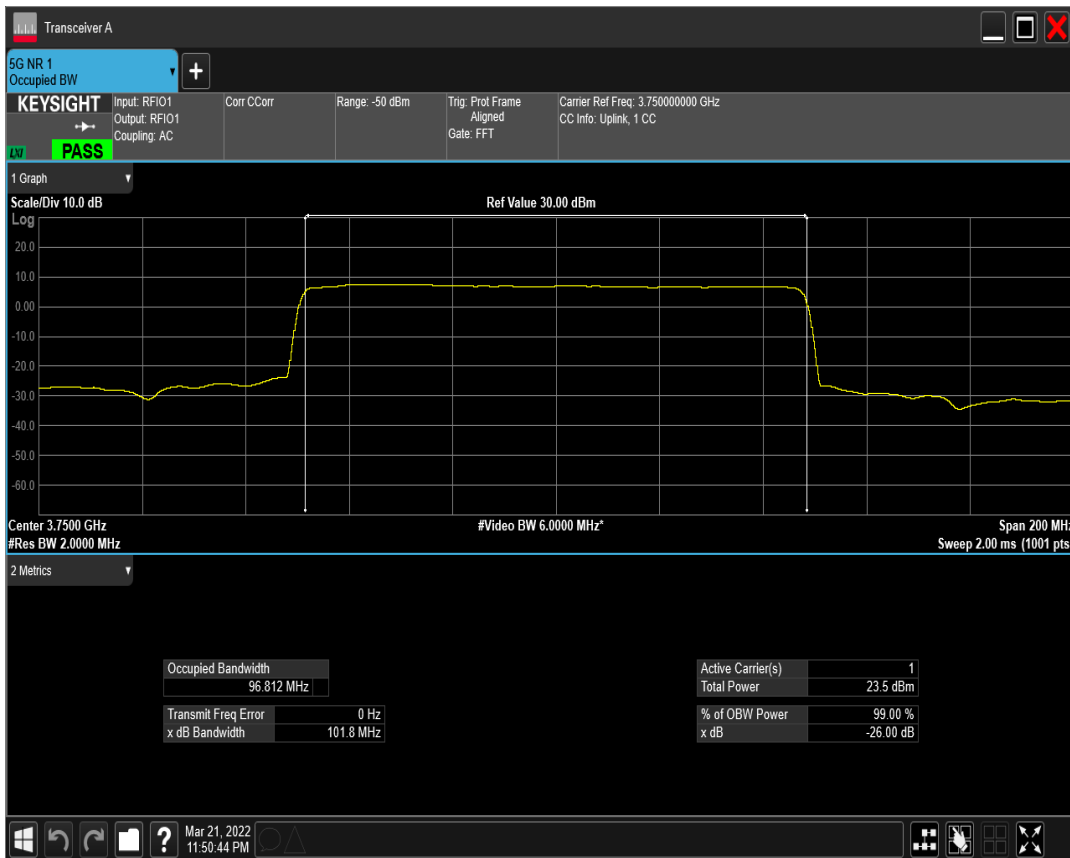 Transceiver A
5G NR 1
Occupied BW
+
KEYSIGHT
LXI
PASS
Input: RFIO1
Output: RFIO1
Coupling: AC
Corr CCorr
Range: -50 dBm
Trig: Prot Frame
Aligned
Gate: FFT
Carrier Ref Freq: 3.750000000 GHz
CC Info: Uplink, 1 CC
1 Graph
Scale/Div 10.0 dB
Ref Value 30.00 dBm
Log
20.0
10.0
0.00
-10.0
-20.0
-30.0
-40.0
-50.0
-60.0
Center 3.7500 GHz
#Video BW 6.0000 MHz*
Span 200 MHz
#Res BW 2.0000 MHz
Sweep 2.00 ms (1001 pts
2 Metrics
Occupied Bandwidth
96.812 MHz
Transmit Freq Error 0 Hz
x dB Bandwidth 101.8 MHz
Active Carrier(s) 1
Total Power 23.5 dBm
% of OBW Power 99.00 %
x dB -26.00 dB
?
Mar 21, 2022
11:50:44 PM